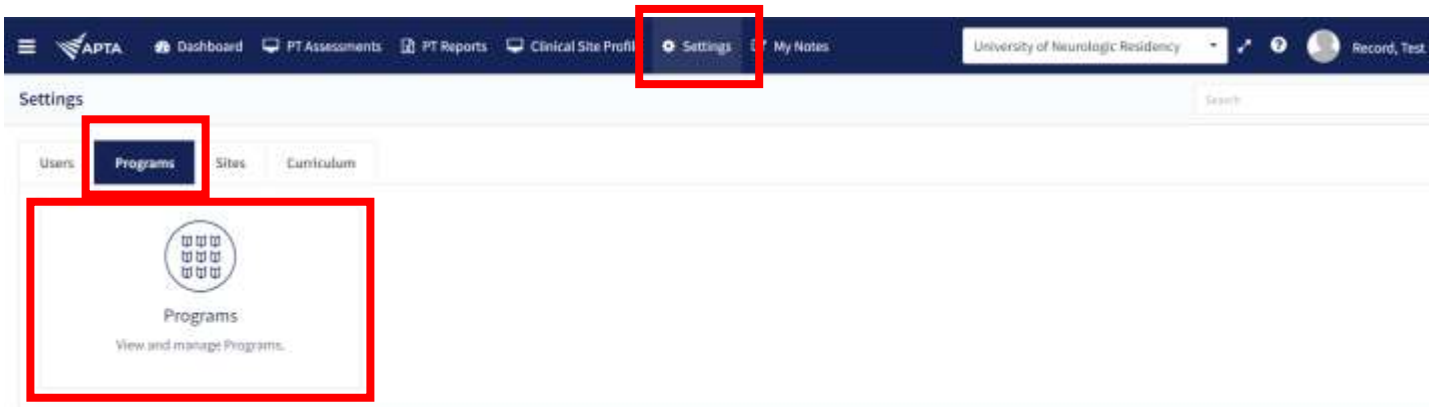 APTA Dashboard PT Assessments PT Reports Clinical Site Profil Settings My Notes University of Neurologic Residency Record, Test
Settings
Search
Users Programs Sites Curriculum
Programs
View and manage Programs.